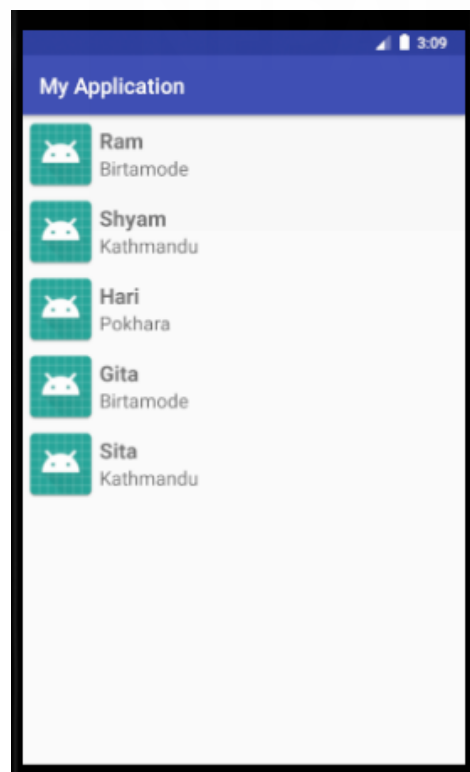 3:09
My Application
Ram
Birtamode
Shyam
Kathmandu
Hari
Pokhara
Gita
Birtamode
Sita
Kathmandu